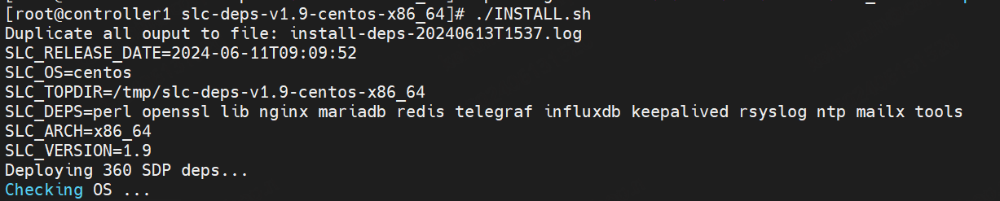 [root@controller1 slc-deps-v1.9-centos-x86_64]# ./INSTALL.sh
Duplicate all ouput to file: install-deps-20240613T1537.log
SLC_RELEASE_DATE=2024-06-11T09:09:52
SLC_OS=centos
SLC_TOPDIR=/tmp/slc-deps-v1.9-centos-x86_64
SLC_DEPS=perl openssl lib nginx mariadb redis telegraf influxdb keepalived rsyslog ntp mailx tools
SLC_ARCH=x86_64
SLC_VERSION=1.9
Deploying 360 SDP deps...
Checking OS ...